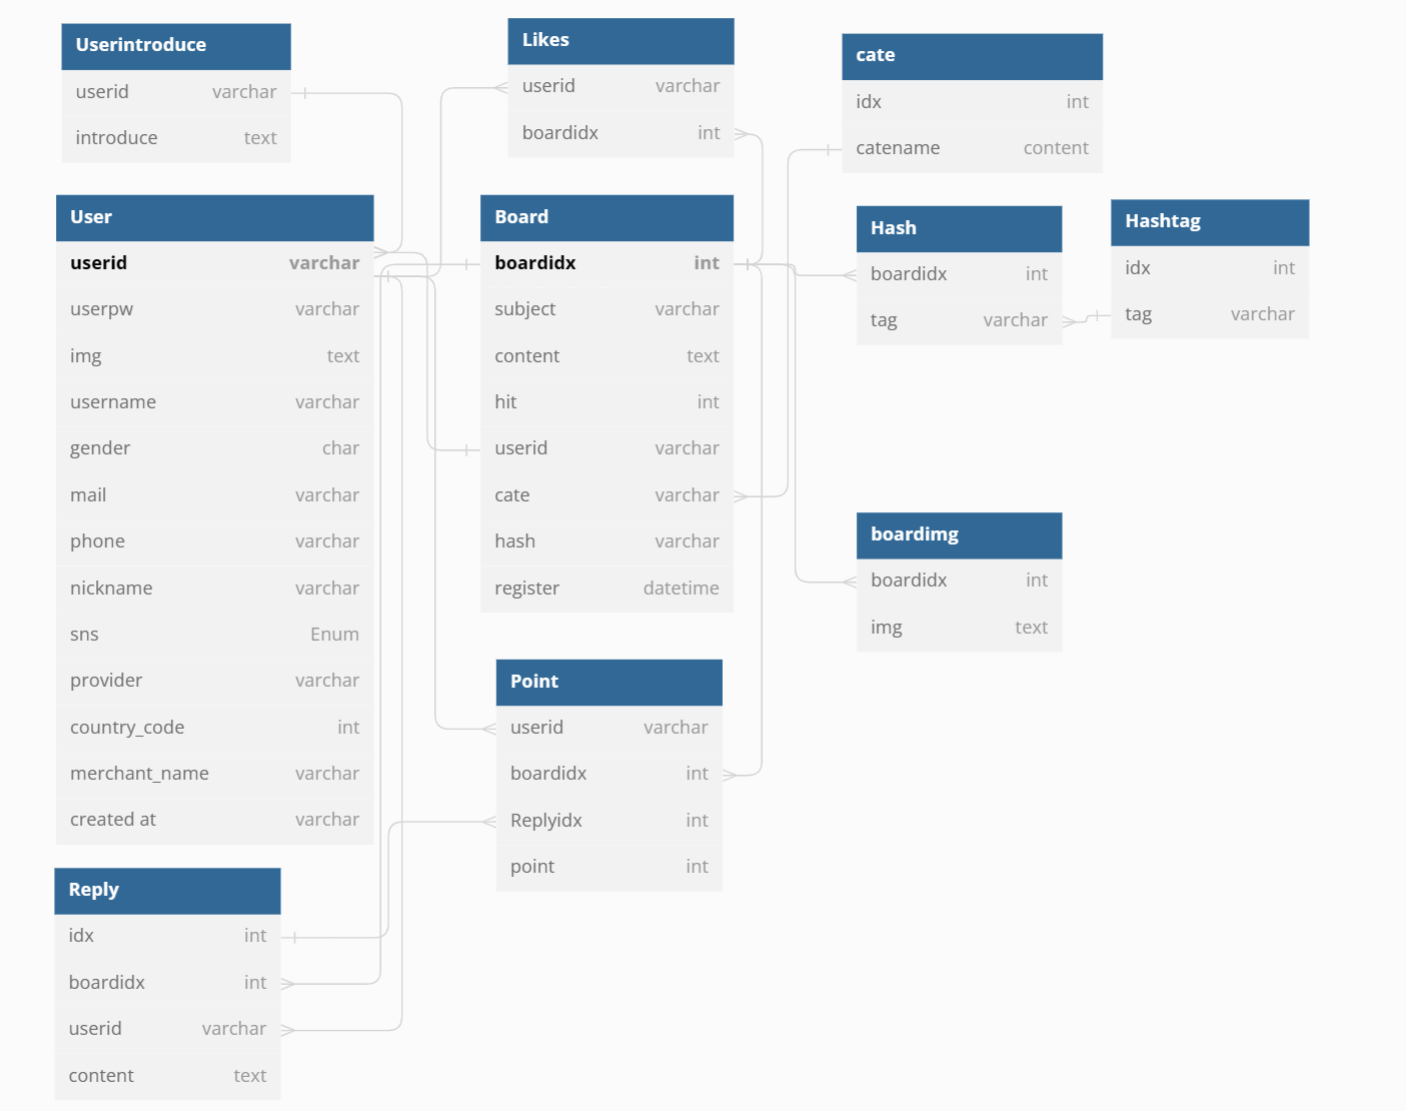 Userintroduce
userid varchar
introduce text
Likes
userid varchar
boardidx int
cate
idx int
catename content
User
userid varchar
userpw varchar
img text
username varchar
gender char
mail varchar
phone varchar
nickname varchar
sns Enum
provider varchar
country_code int
merchant_name varchar
created at varchar
Board
boardidx int
subject varchar
content text
hit int
userid varchar
cate varchar
hash varchar
register datetime
Hash
boardidx int
tag varchar
Hashtag
idx int
tag varchar
boardimg
boardidx int
img text
Point
userid varchar
boardidx int
Replyidx int
point int
Reply
idx int
boardidx int
userid varchar
content text